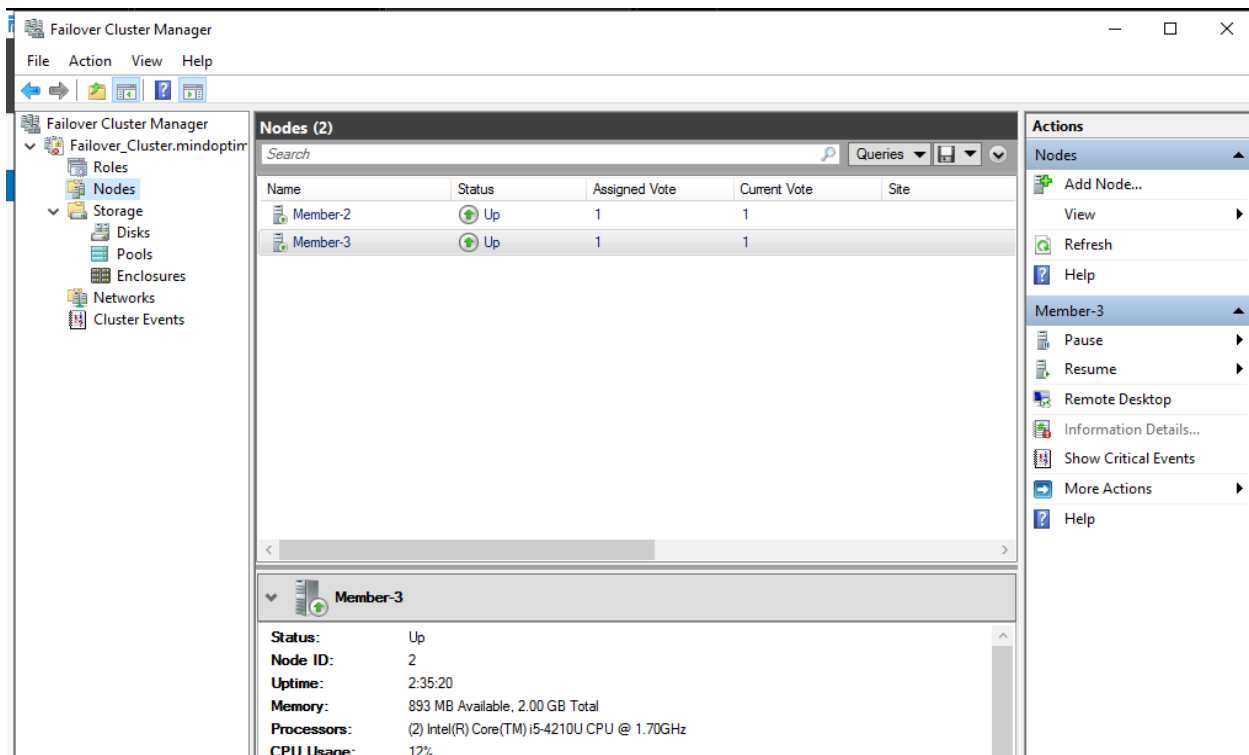 Failover Cluster Manager
File Action View Help
Failover Cluster Manager
Failover_Cluster.mindoptim
Roles
Nodes
Storage
Disks
Pools
Enclosures
Networks
Cluster Events
Nodes (2)
Search
Queries
Name Status Assigned Vote Current Vote Site
Member-2 Up 1 1
Member-3 Up 1 1
Member-3
Status: Up
Node ID: 2
Uptime: 2:35:20
Memory: 893 MB Available, 2.00 GB Total
Processors: (2) Intel(R) Core(TM) i5-4210U CPU @ 1.70GHz
CPU Usage: 12%
Actions
Nodes
Add Node...
View
Refresh
Help
Member-3
Pause
Resume
Remote Desktop
Information Details...
Show Critical Events
More Actions
Help